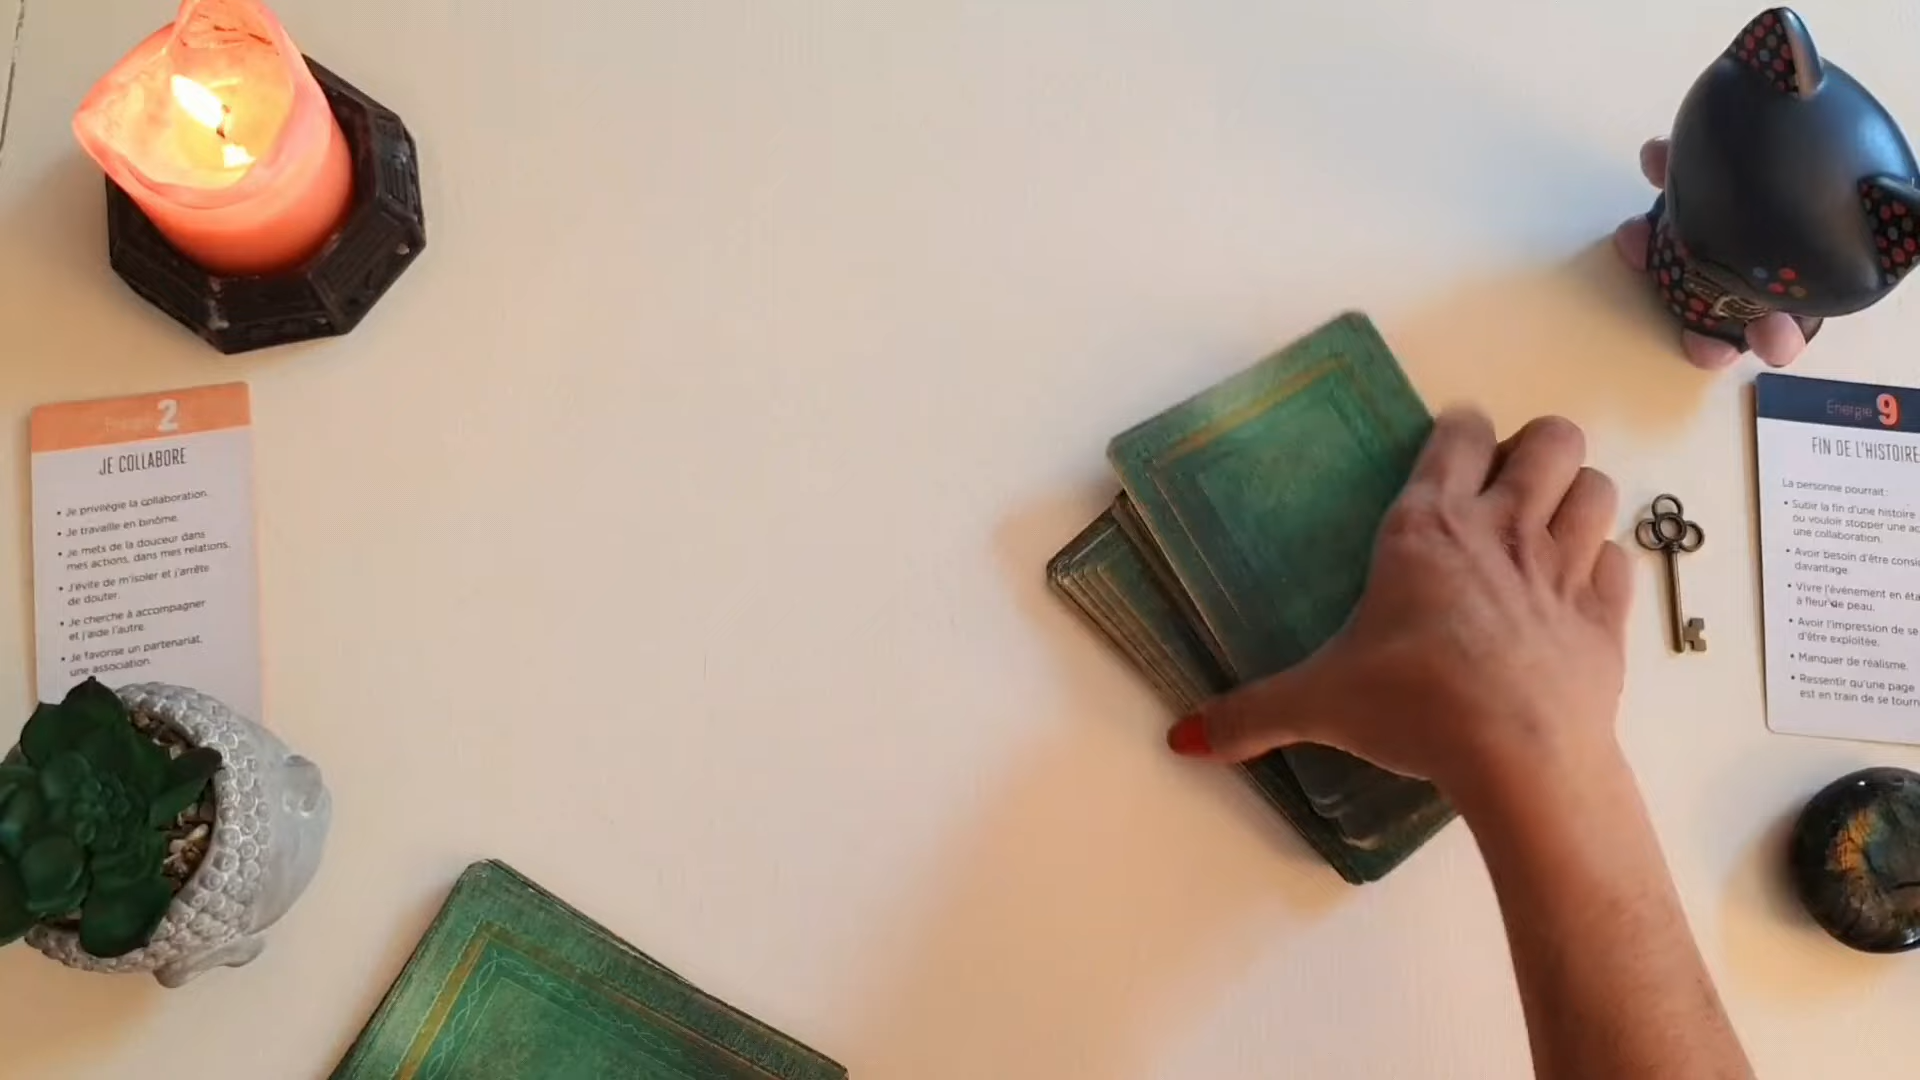 Energie 2
JE COLLABORE
• Je privilégie la collaboration.
• Je travaille en binôme.
• Je mets de la douceur dans
mes actions, dans mes relations.
• J'évite de m'isoler et j'arrête
de douter.
• Je cherche à accompagner
et j'aide l'autre.
• Je favorise un partenariat,
une association.
Energie 9
FIN DE L'HISTOIRE
La personne pourrait :
• Subir la fin d'une histoire
ou vouloir stopper une
une collaboration.
• Avoir besoin d'être
davantage.
• Vivre l'événement en
à fleur de peau.
• Avoir l'impression de se
d'être exploitée.
• Manquer de réalisme.
• Ressentir qu'une page
est en train de se